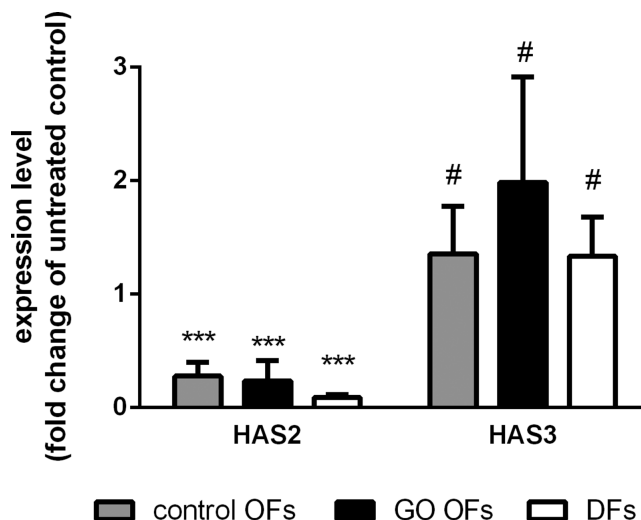 expression level
(fold change of untreated control)
3
2
1
0
***
***
***
#
#
#
HAS2 HAS3
control OFs GO OFs DFs